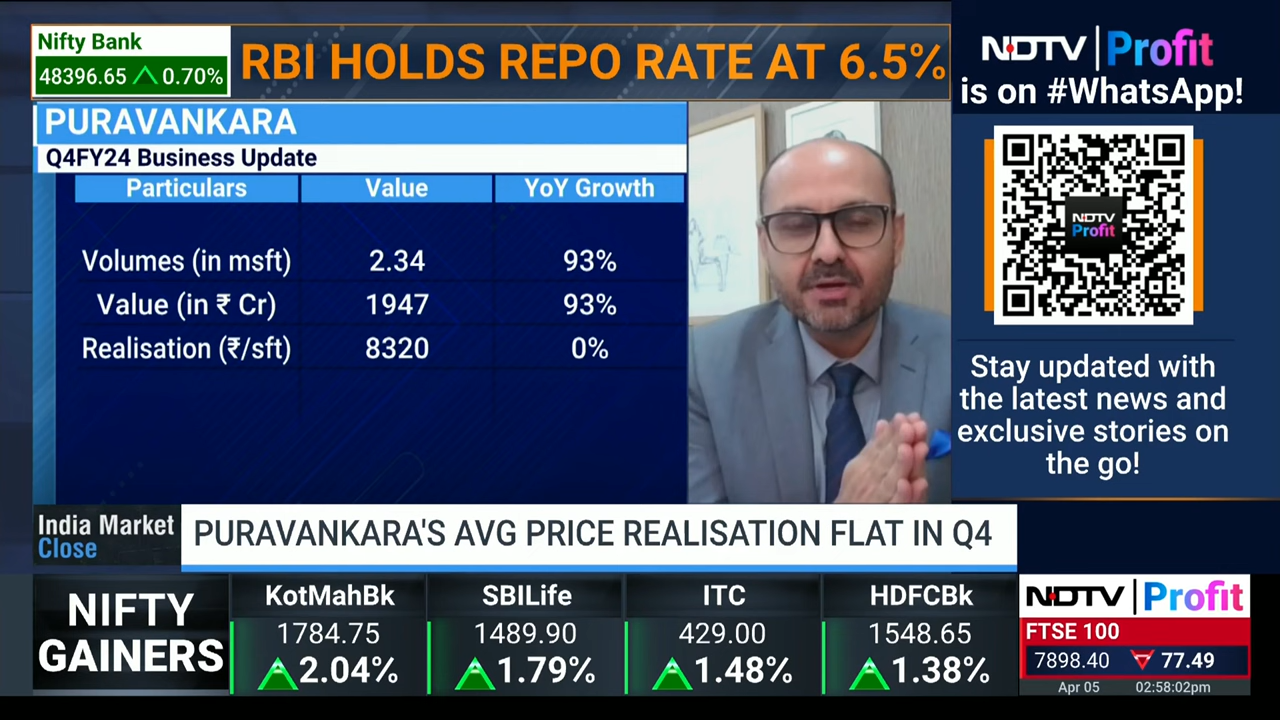 Nifty Bank
48396.65 0.70%
RBI HOLDS REPO RATE AT 6.5%
NDTV Profit
is on #WhatsApp!
PURAVANKARA
Q4FY24 Business Update
Particulars Value YoY Growth
Volumes (in msft) 2.34 93%
Value (in ₹ Cr) 1947 93%
Realisation (₹/sft) 8320 0%
NDTV
Profit
Stay updated with
the latest news and
exclusive stories on
the go!
India Market
Close
PURAVANKARA'S AVG PRICE REALISATION FLAT IN Q4
NIFTY
GAINERS
KotMahBk
1784.75
2.04%
SBILife
1489.90
1.79%
ITC
429.00
1.48%
HDFCBk
1548.65
1.38%
NDTV Profit
FTSE 100
7898.40 77.49
Apr 05 02:58:02pm